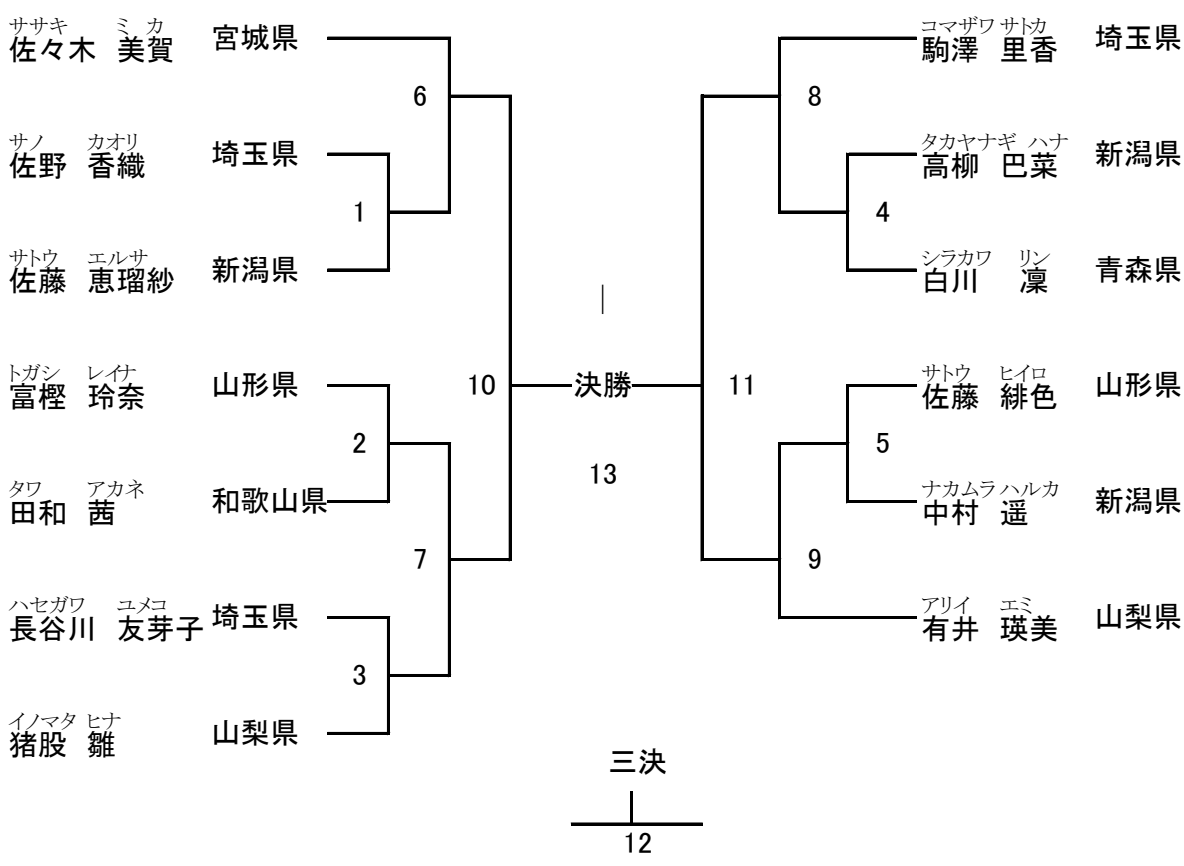 ササキ ミ カ
佐々木 美賀 宮城県
6
サノ カオリ
佐野 香織 埼玉県
1
サトウ エルサ
佐藤 恵瑠紗 新潟県
トガシ レイナ
富樫 玲奈 山形県
10
2
タワ アカネ
田和 茜 和歌山県
7
ハセガワ ユメコ
長谷川 友芽子 埼玉県
3
イノマタ ヒナ
猪股 雛 山梨県
|
決勝
13
コマザワ サトカ
駒澤 里香 埼玉県
8
タカヤナギ ハナ
高柳 巴菜 新潟県
4
シラカワ リン
白川 凜 青森県
サトウ ヒイロ
佐藤 緋色 山形県
11
5
ナカムラ ハルカ
中村 遥 新潟県
9
アリイ エミ
有井 瑛美 山梨県
三決
12